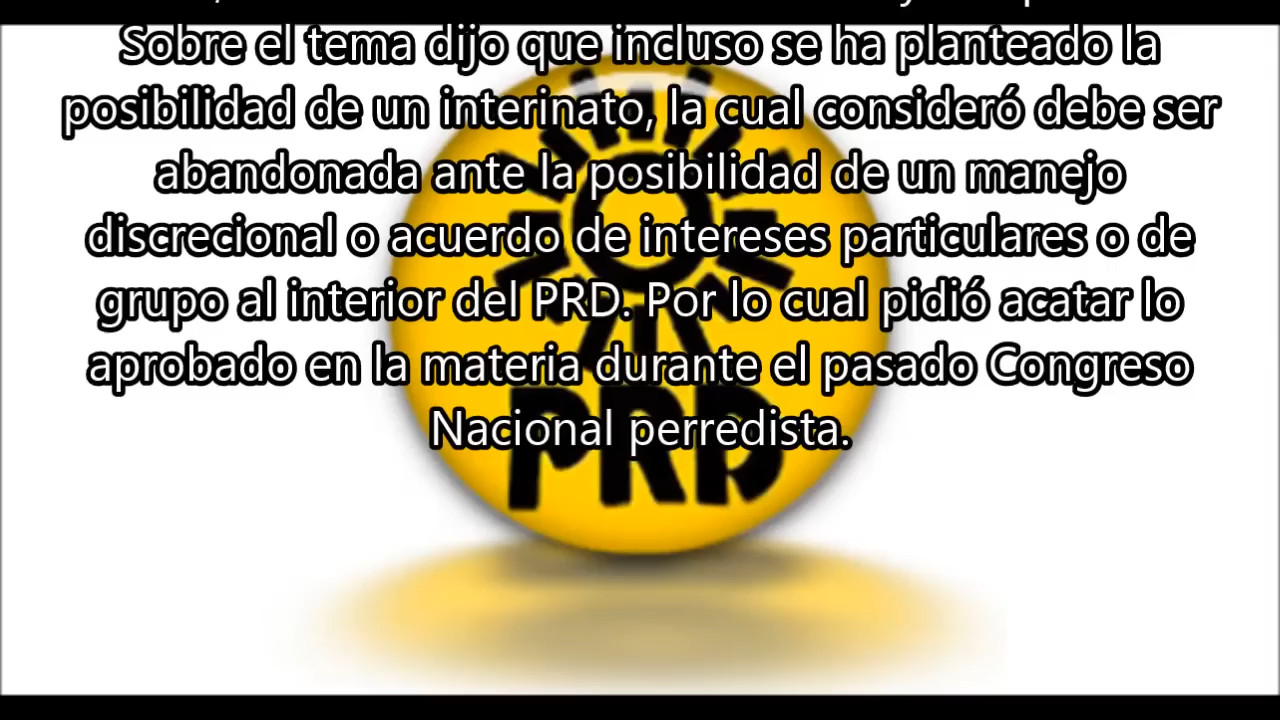 Sobre el tema dijo que incluso se ha planteado la
posibilidad de un interinato, la cual consideró debe ser
abandonada ante la posibilidad de un manejo
discrecional o acuerdo de intereses particulares o de
grupo al interior del PRD. Por lo cual pidió acatar lo
aprobado en la materia durante el pasado Congreso
Nacional perredista.
PRD